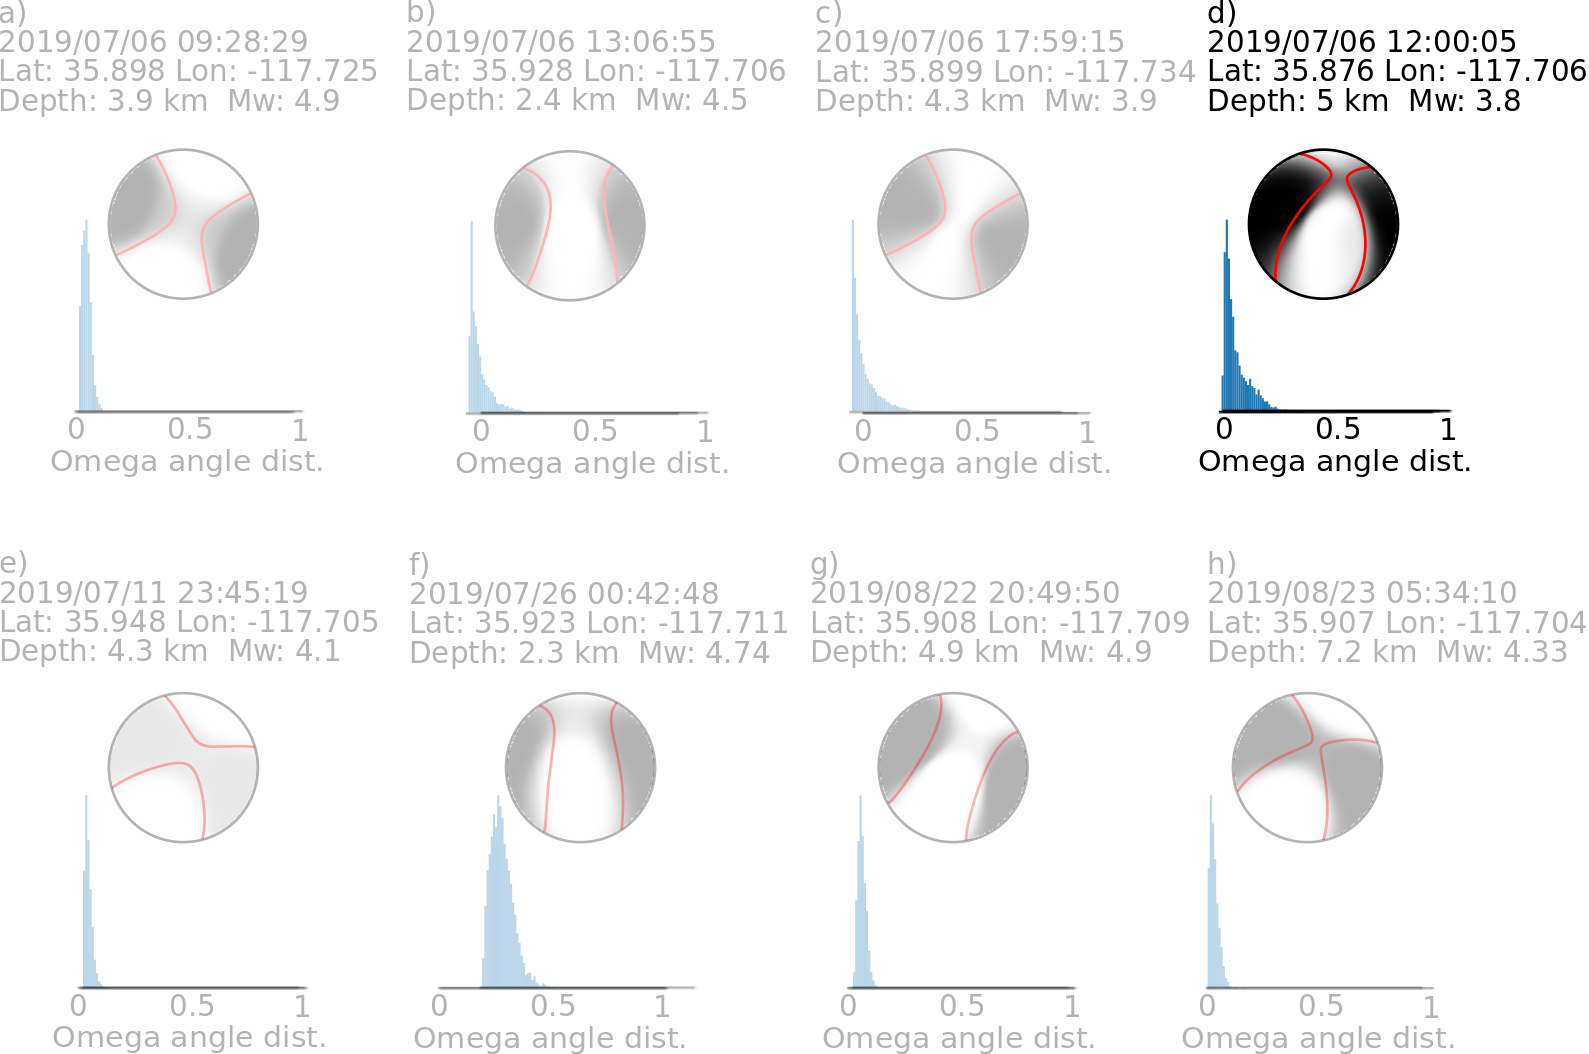 a)
2019/07/06 09:28:29
Lat: 35.898 Lon: -117.725
Depth: 3.9 km  Mw: 4.9
0 0.5 1
Omega angle dist.
b)
2019/07/06 13:06:55
Lat: 35.928 Lon: -117.706
Depth: 2.4 km  Mw: 4.5
0 0.5 1
Omega angle dist.
c)
2019/07/06 17:59:15
Lat: 35.899 Lon: -117.734
Depth: 4.3 km  Mw: 3.9
0 0.5 1
Omega angle dist.
d)
2019/07/06 12:00:05
Lat: 35.876 Lon: -117.706
Depth: 5 km  Mw: 3.8
0 0.5 1
Omega angle dist.
e)
2019/07/11 23:45:19
Lat: 35.948 Lon: -117.705
Depth: 4.3 km  Mw: 4.1
0 0.5 1
Omega angle dist.
f)
2019/07/26 00:42:48
Lat: 35.923 Lon: -117.711
Depth: 2.3 km  Mw: 4.74
0 0.5 1
Omega angle dist.
g)
2019/08/22 20:49:50
Lat: 35.908 Lon: -117.709
Depth: 4.9 km  Mw: 4.9
0 0.5 1
Omega angle dist.
h)
2019/08/23 05:34:10
Lat: 35.907 Lon: -117.704
Depth: 7.2 km  Mw: 4.33
0 0.5 1
Omega angle dist.